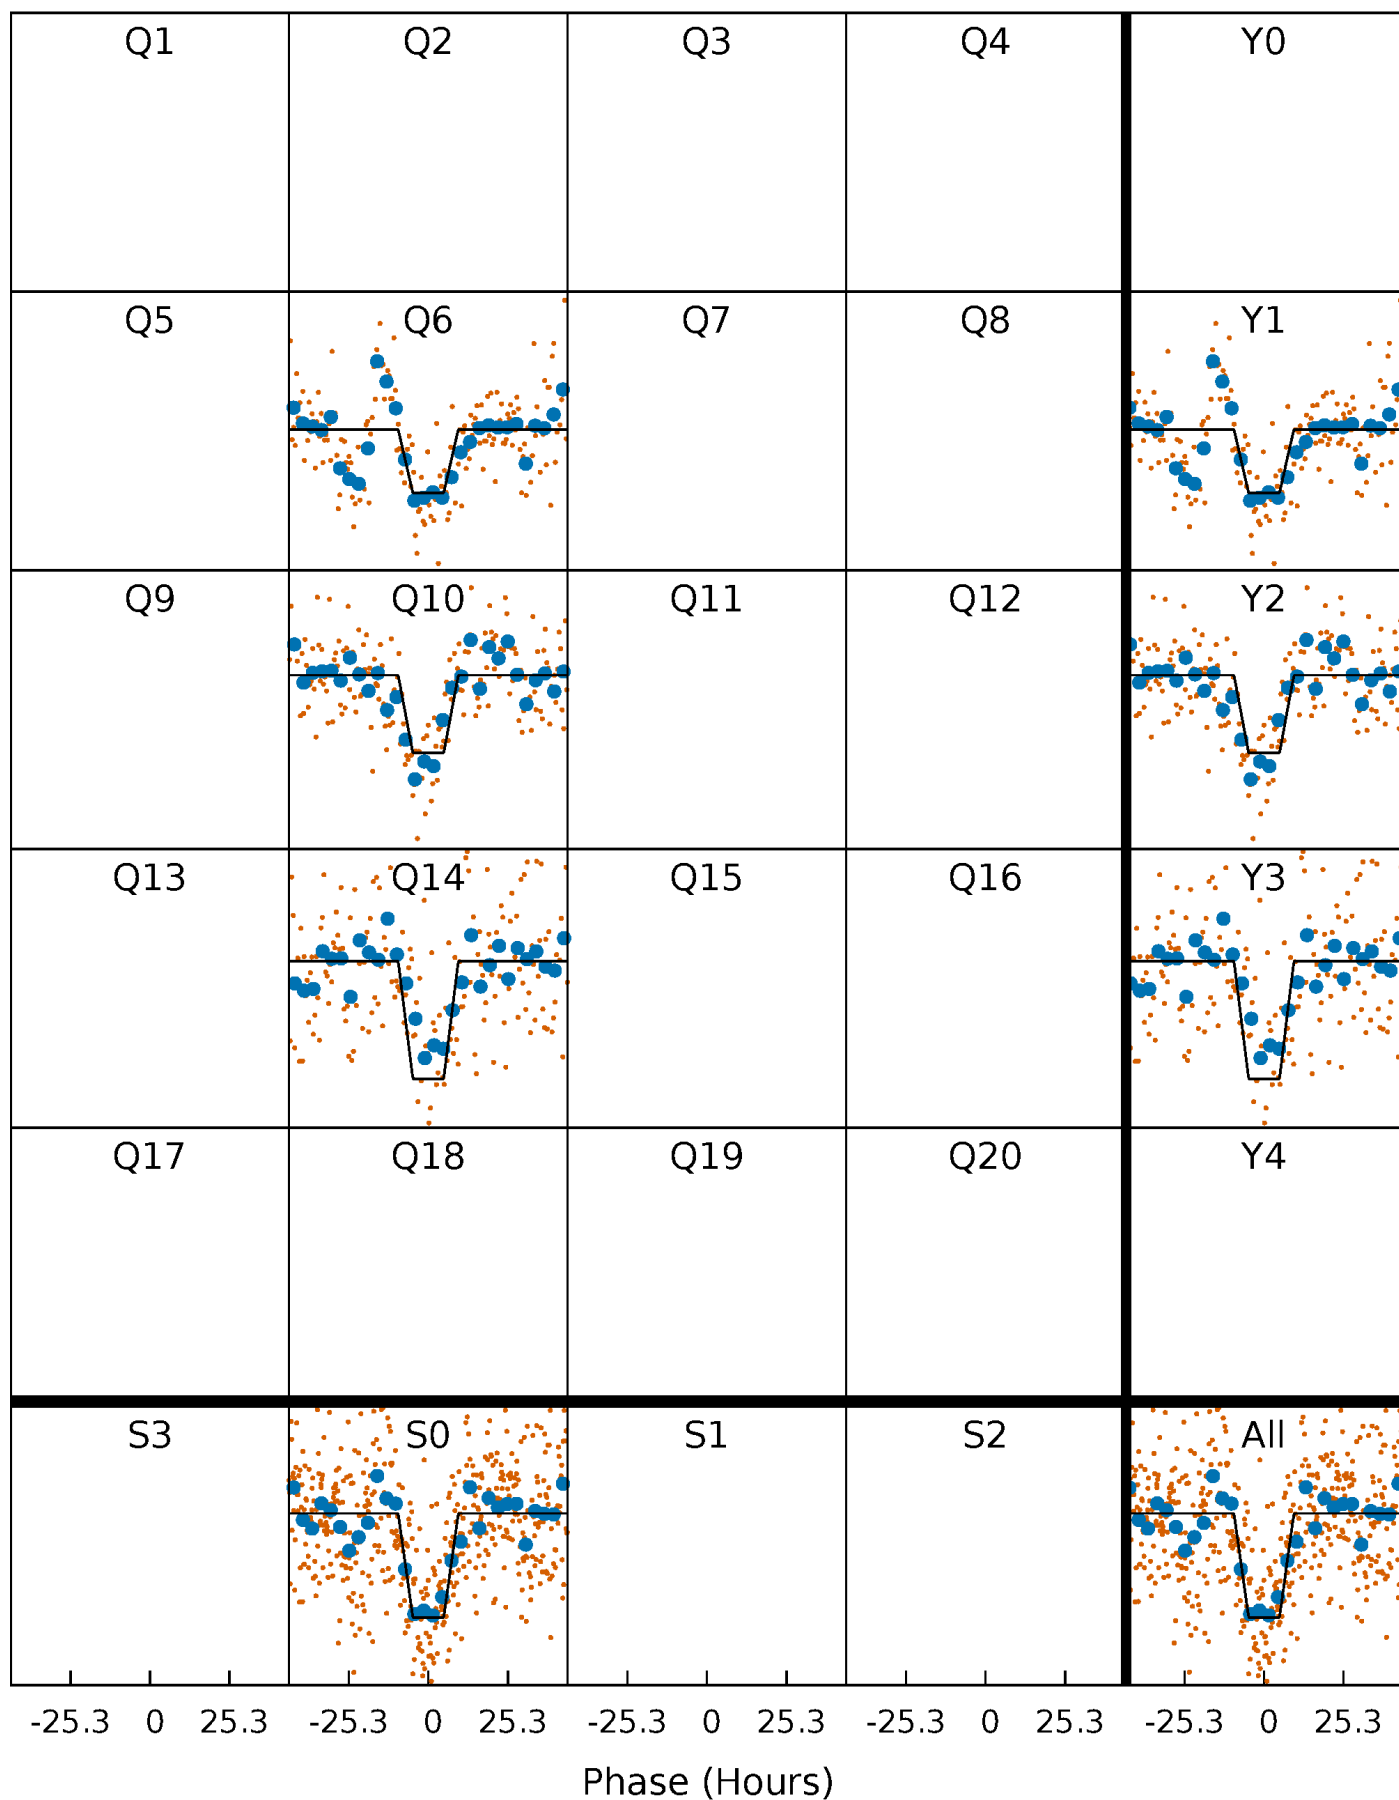 Q1 Q2 Q3 Q4 Y0
Q5 Q6 Q7 Q8 Y1
Q9 Q10 Q11 Q12 Y2
Q13 Q14 Q15 Q16 Y3
Q17 Q18 Q19 Q20 Y4
S3 S0 S1 S2 All
-25.3 0 25.3 -25.3 0 25.3 -25.3 0 25.3 -25.3 0 25.3 -25.3 0 25.3
Phase (Hours)